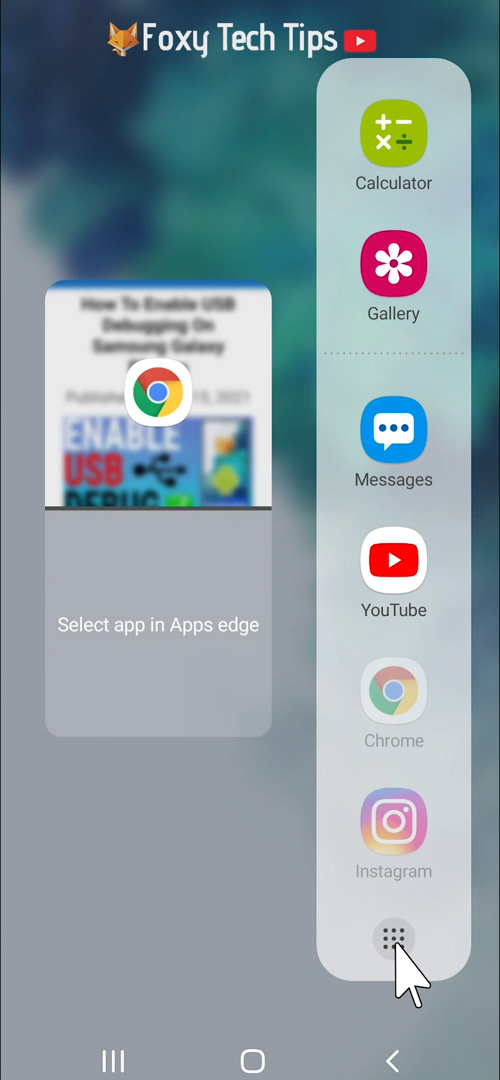 Foxy Tech Tips
Calculator
Gallery
How To Enable USB
Debugging On
Samsung Galaxy
ENABLE
USB
DEBUG
Messages
Select app in Apps edge
YouTube
Chrome
Instagram